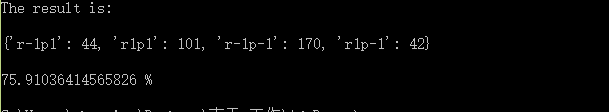 The result is:
{'r-1p1': 44, 'r1p1': 101, 'r-1p-1': 170, 'r1p-1': 42}
75.91036414565826 %